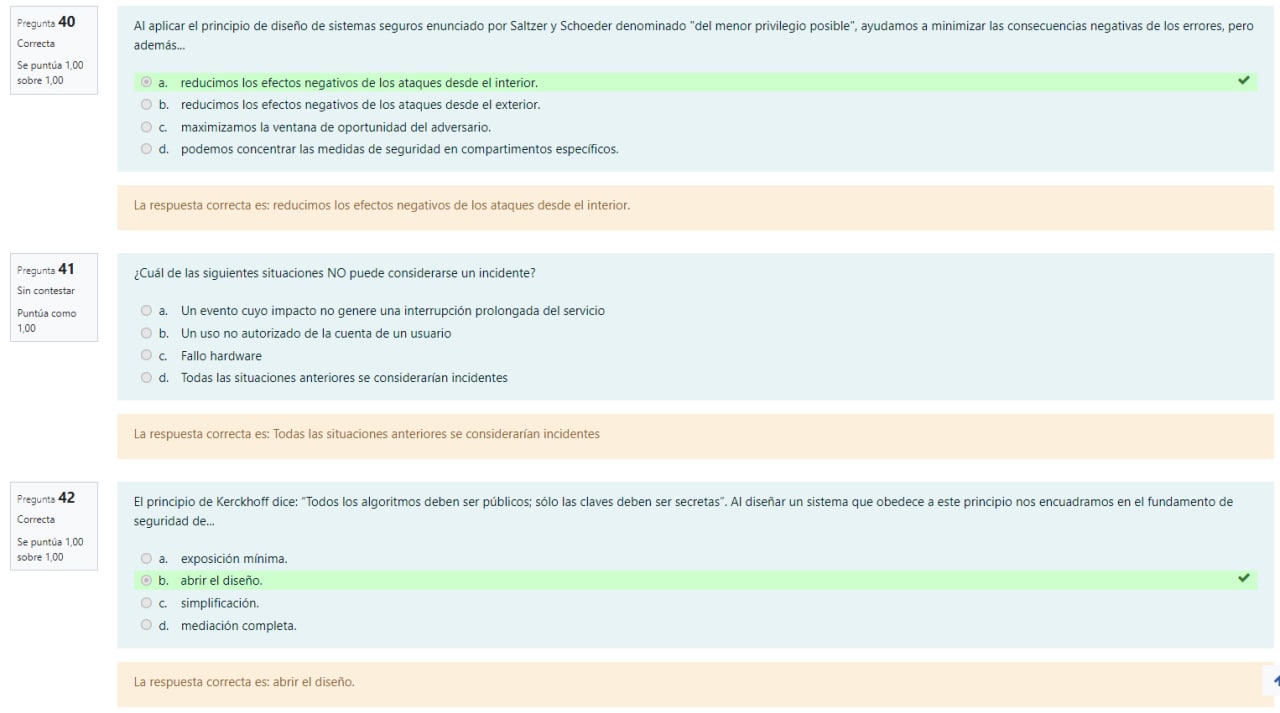 Pregunta 40
Correcta
Se puntúa 1,00
sobre 1,00
Al aplicar el principio de diseño de sistemas seguros enunciado por Saltzer y Schoeder denominado "del menor privilegio posible", ayudamos a minimizar las consecuencias negativas de los errores, pero
además...
a. reducimos los efectos negativos de los ataques desde el interior.
b. reducimos los efectos negativos de los ataques desde el exterior.
c. maximizamos la ventana de oportunidad del adversario.
d. podemos concentrar las medidas de seguridad en compartimentos específicos.
La respuesta correcta es: reducimos los efectos negativos de los ataques desde el interior.
Pregunta 41
Sin contestar
Puntúa como
1,00
¿Cuál de las siguientes situaciones NO puede considerarse un incidente?
a. Un evento cuyo impacto no genere una interrupción prolongada del servicio
b. Un uso no autorizado de la cuenta de un usuario
c. Fallo hardware
d. Todas las situaciones anteriores se considerarían incidentes
La respuesta correcta es: Todas las situaciones anteriores se considerarían incidentes
Pregunta 42
Correcta
Se puntúa 1,00
sobre 1,00
El principio de Kerckhoff dice: "Todos los algoritmos deben ser públicos; sólo las claves deben ser secretas". Al diseñar un sistema que obedece a este principio nos encuadramos en el fundamento de
seguridad de...
a. exposición mínima.
b. abrir el diseño.
c. simplificación.
d. mediación completa.
La respuesta correcta es: abrir el diseño.